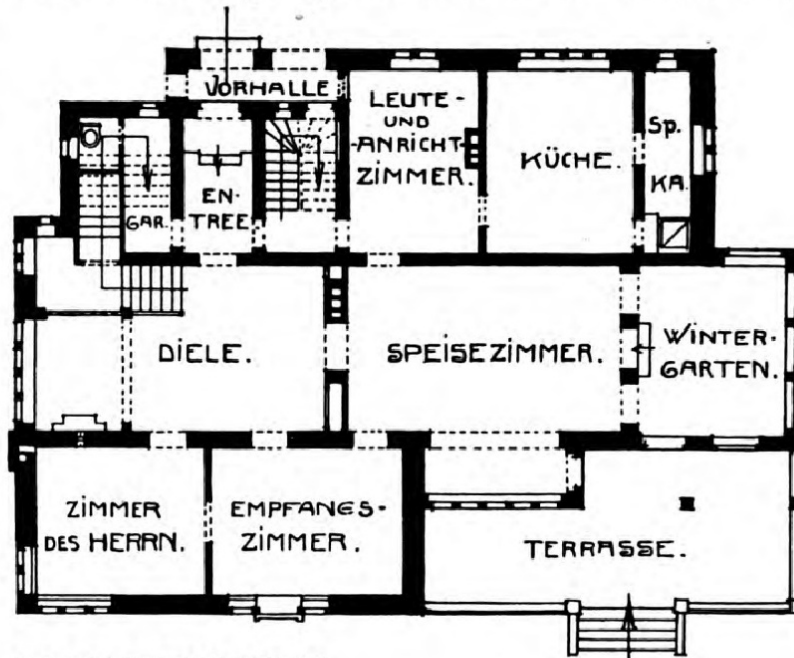 VORHALLE
LEUTE-
UND
ANRICHT-
ZIMMER.
KÜCHE.
Sp.
KA.
GAR.
EN-
TREE
DIELE.
SPEISEZIMMER.
WINTER-
GARTEN.
ZIMMER
DES HERRN.
EMPFANGS-
ZIMMER.
TERRASSE.